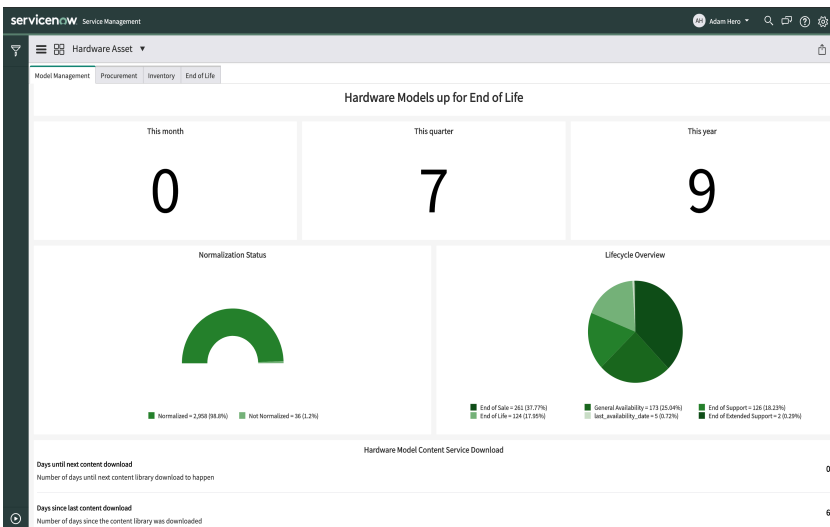 servicenow Service Management
AH Adam Hero
Hardware Asset
Model Management Procurement Inventory End of Life
Hardware Models up for End of Life
This month This quarter This year
0 7 9
Normalization Status Lifecycle Overview
Normalized = 2,958 (98.8%) Not Normalized = 36 (1.2%)
End of Sale = 261 (37.77%) General Availability = 173 (25.04%) End of Support = 126 (18.23%)
End of Life = 124 (17.95%) last_availability_date = 5 (0.72%) End of Extended Support = 2 (0.29%)
Hardware Model Content Service Download
Days until next content download
Number of days until next content library download to happen
0
Days since last content download
Number of days since the content library was downloaded
6